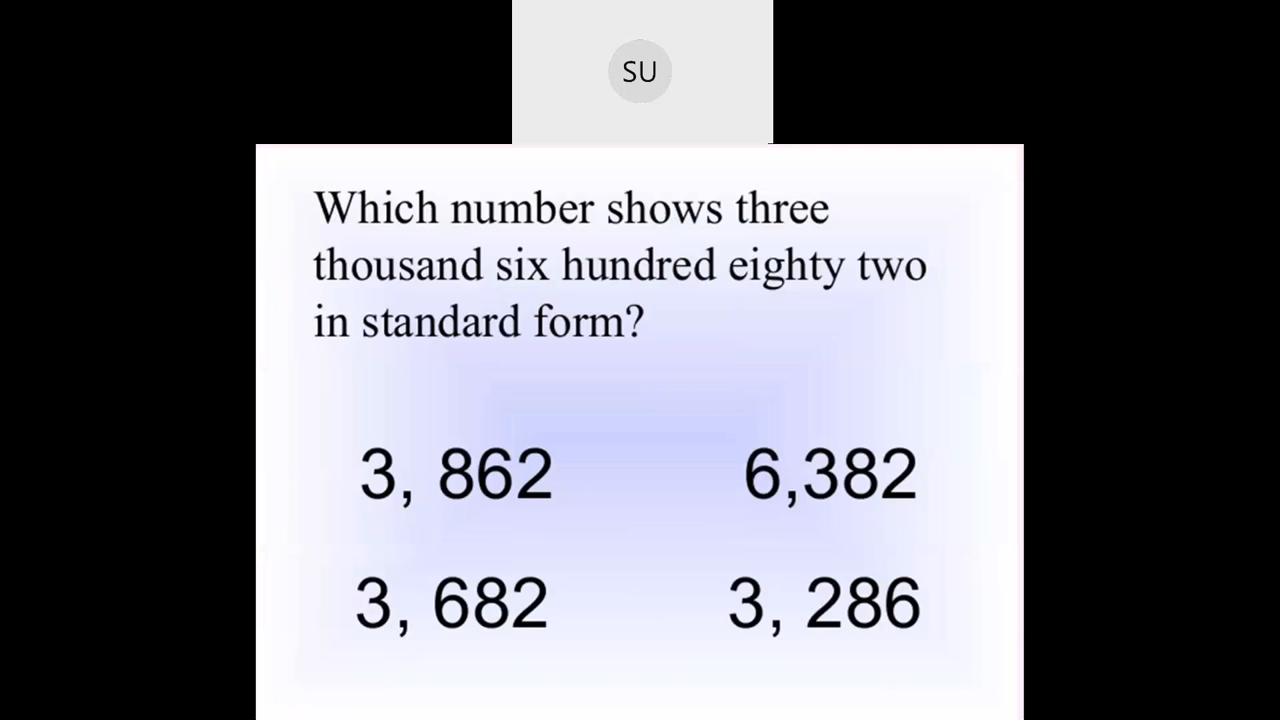 SU
Which number shows three
thousand six hundred eighty two
in standard form?
3, 862 6,382
3, 682 3, 286